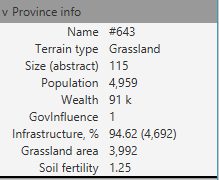 v Province info
Name #643
Terrain type Grassland
Size (abstract) 115
Population 4,959
Wealth 91 k
GovInfluence 1
Infrastructure, % 94.62 (4,692)
Grassland area 3,992
Soil fertility 1.25